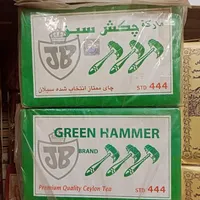 مارکه چکش سبز
JB
STD. 444
چای ممتاز انتخاب شده سیلان
GREEN HAMMER
JB
BRAND
STD. 444
Premium Quality Ceylon Tea